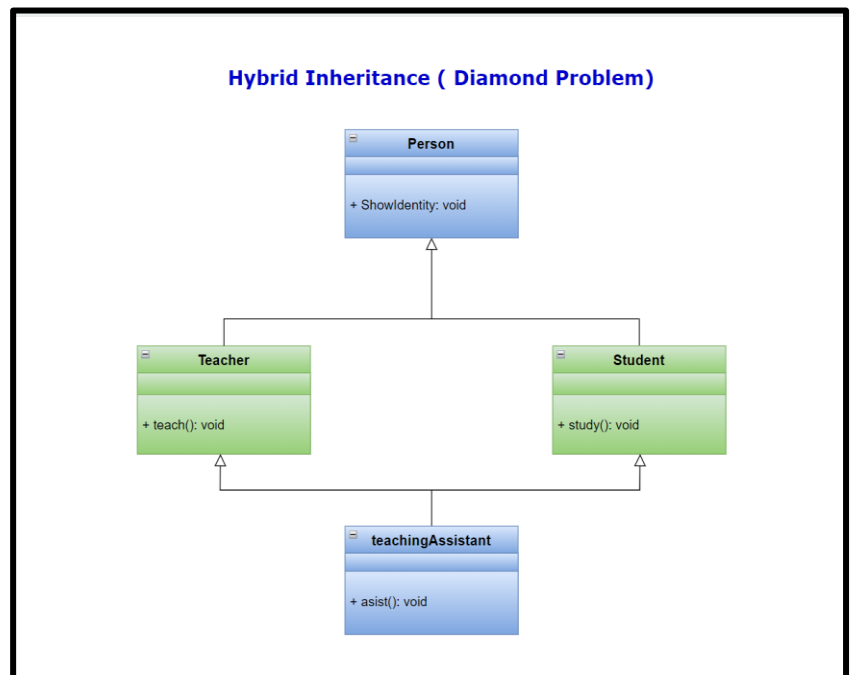 Hybrid Inheritance ( Diamond Problem)
Person
+ ShowIdentity: void
Teacher
+ teach(): void
Student
+ study(): void
teachingAssistant
+ asist(): void